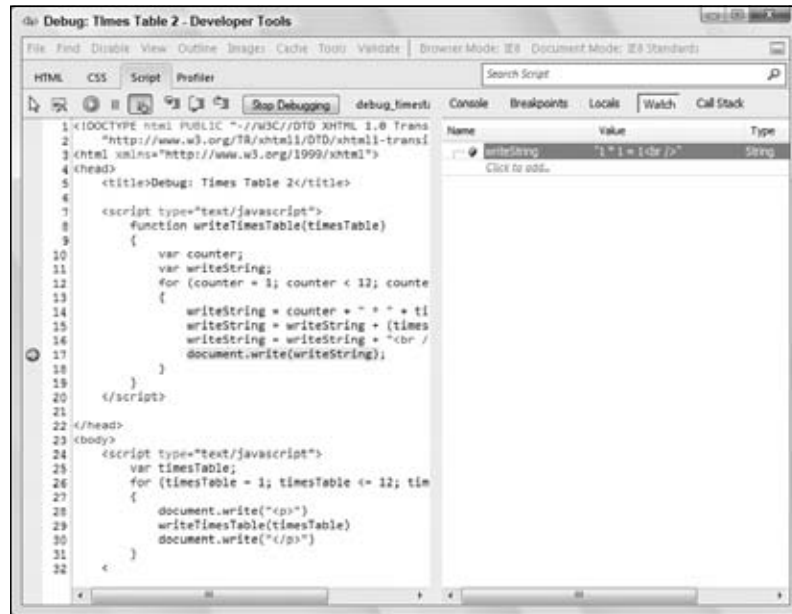 Debug: Times Table 2 - Developer Tools
File Find Disable View Outline Images Cache Tools Validate Browser Mode: IE8 Document Mode: IE8 Standards
HTML CSS Script Profiler
Search Script
Stop Debugging debug_timest
Console Breakpoints Locals Watch Call Stack
Name Value Type
writeString "1 * 1 = 1<br />" String
Click to add...
1 <!DOCTYPE html PUBLIC "-//W3C//DTD XHTML 1.0 Trans
2 "http://www.w3.org/TR/xhtml1/DTD/xhtml1-transi
3 <html xmlns="http://www.w3.org/1999/xhtml">
4 <head>
5 <title>Debug: Times Table 2</title>
6
7 <script type="text/javascript">
8 function writeTimesTable(timesTable)
9 {
10 var counter;
11 var writeString;
12 for (counter = 1; counter < 12; counte
13 {
14 writeString = counter + " * " + ti
15 writeString = writeString + (times
16 writeString = writeString + "<br /
17 document.write(writeString);
18 }
19 }
20 </script>
21
22 </head>
23 <body>
24 <script type="text/javascript">
25 var timesTable;
26 for (timesTable = 1; timesTable <= 12; tim
27 {
28 document.write("<p>")
29 writeTimesTable(timesTable)
30 document.write("</p>")
31 }
32 <